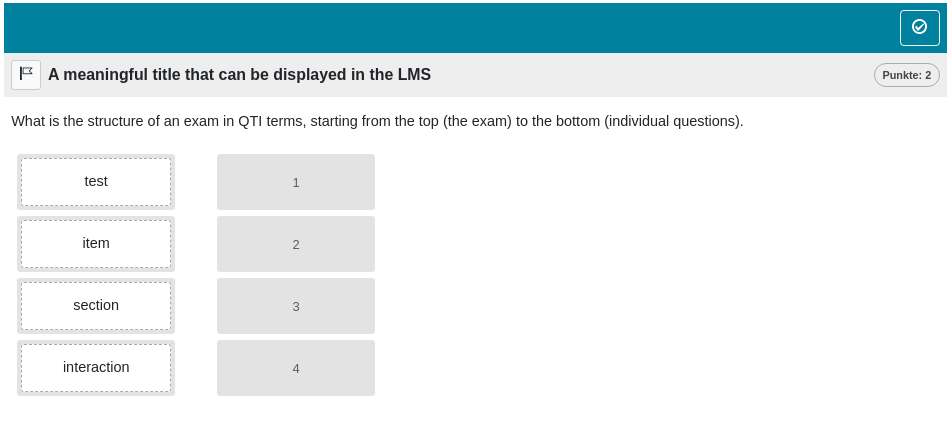 A meaningful title that can be displayed in the LMS
Punkte: 2
What is the structure of an exam in QTI terms, starting from the top (the exam) to the bottom (individual questions).
test
1
item
2
section
3
interaction
4